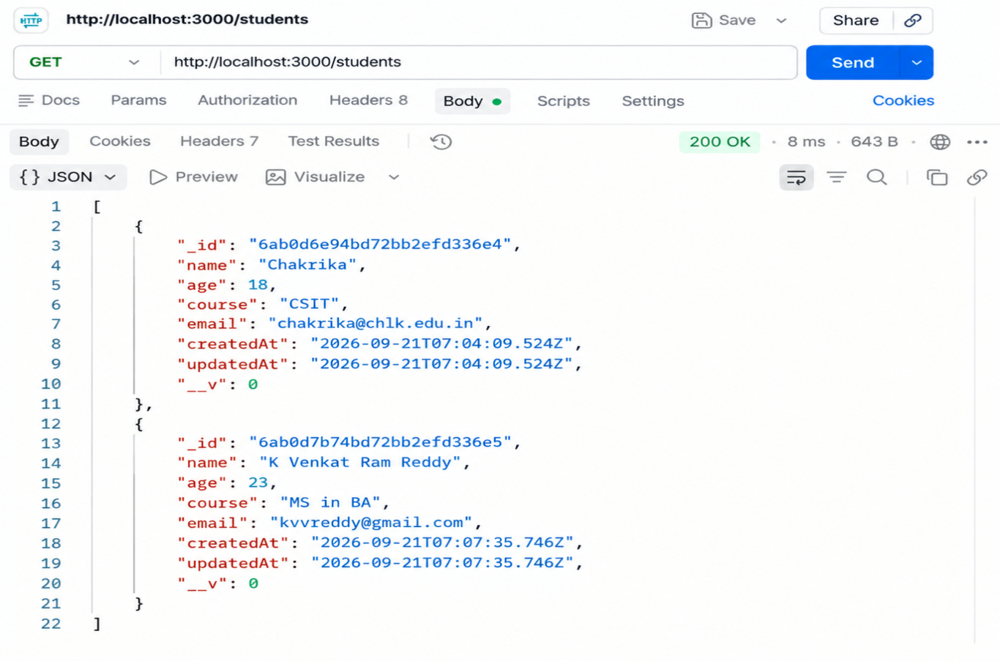 HTTP http://localhost:3000/students Save Share
GET http://localhost:3000/students Send
Docs Params Authorization Headers 8 Body Scripts Settings Cookies
Body Cookies Headers 7 Test Results 200 OK · 8 ms · 643 B ·
{} JSON Preview Visualize
1 [
2 {
3 "_id": "6ab0d6e94bd72bb2efd336e4",
4 "name": "Chakrika",
5 "age": 18,
6 "course": "CSIT",
7 "email": "chakrika@chlk.edu.in",
8 "createdAt": "2026-09-21T07:04:09.524Z",
9 "updatedAt": "2026-09-21T07:04:09.524Z",
10 "__v": 0
11 },
12 {
13 "_id": "6ab0d7b74bd72bb2efd336e5",
14 "name": "K Venkat Ram Reddy",
15 "age": 23,
16 "course": "MS in BA",
17 "email": "kvvreddy@gmail.com",
18 "createdAt": "2026-09-21T07:07:35.746Z",
19 "updatedAt": "2026-09-21T07:07:35.746Z",
20 "__v": 0
21 }
22 ]